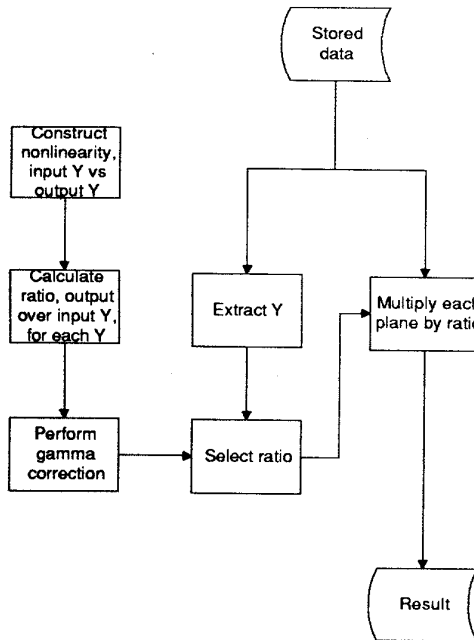 Stored
data
Construct
nonlinearity,
input Y vs
output Y
Calculate
ratio, output
over input Y,
for each Y
Extract Y
Multiply each
plane by ratio
Perform
gamma
correction
Select ratio
Result